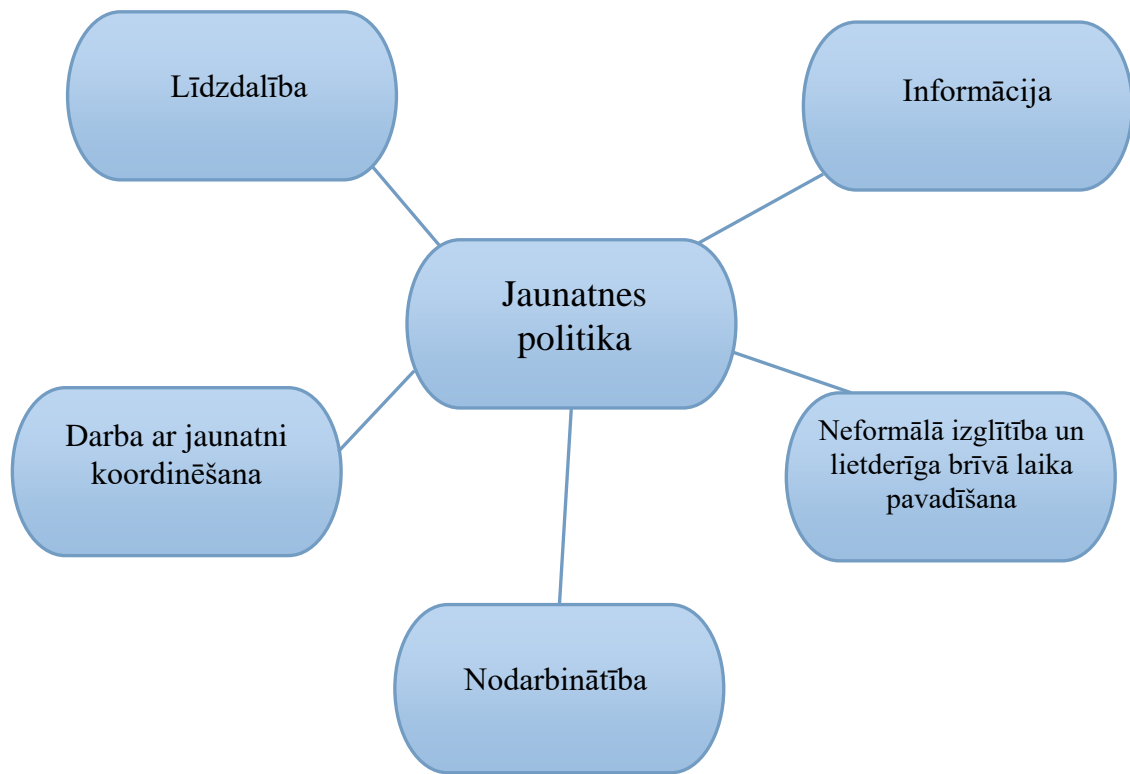 Līdzdalība
Informācija
Jaunatnes
politika
Darba ar jaunatni
koordinēšana
Neformālā izglītība un
lietderīga brīvā laika
pavadīšana
Nodarbinātība